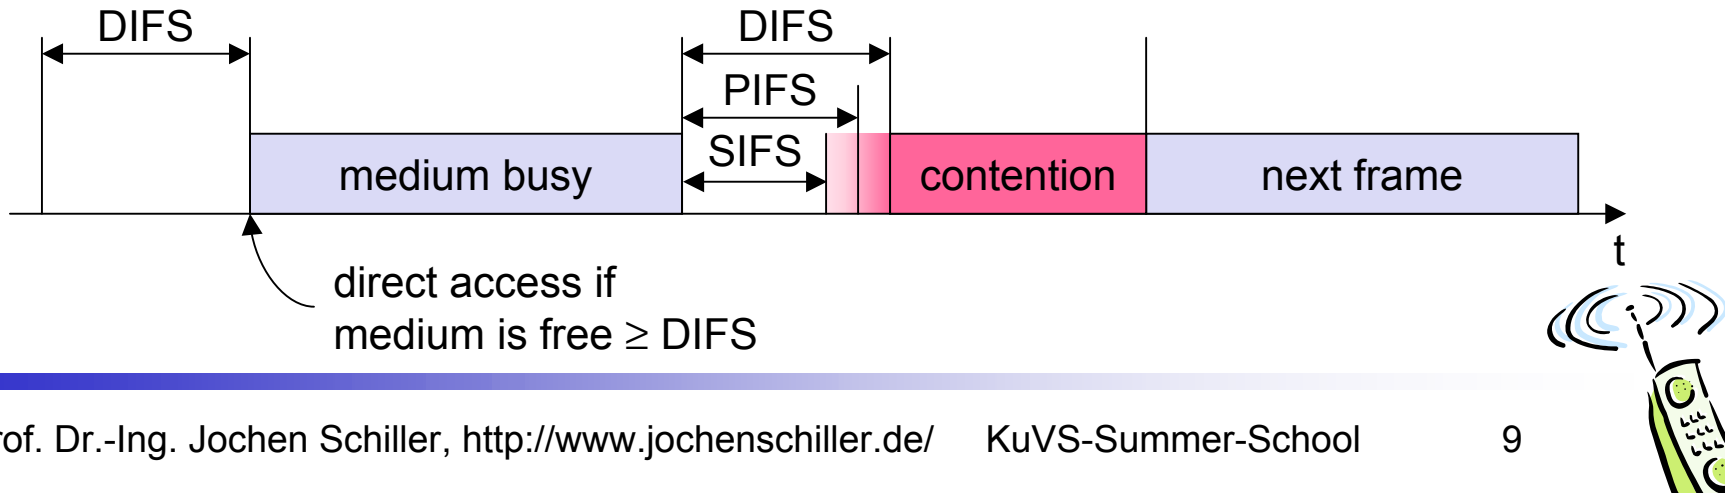 DIFS
DIFS
PIFS
SIFS
medium busy
contention
next frame
t
direct access if
medium is free ≥ DIFS
rof. Dr.-Ing. Jochen Schiller, http://www.jochenschiller.de/ KuVS-Summer-School 9